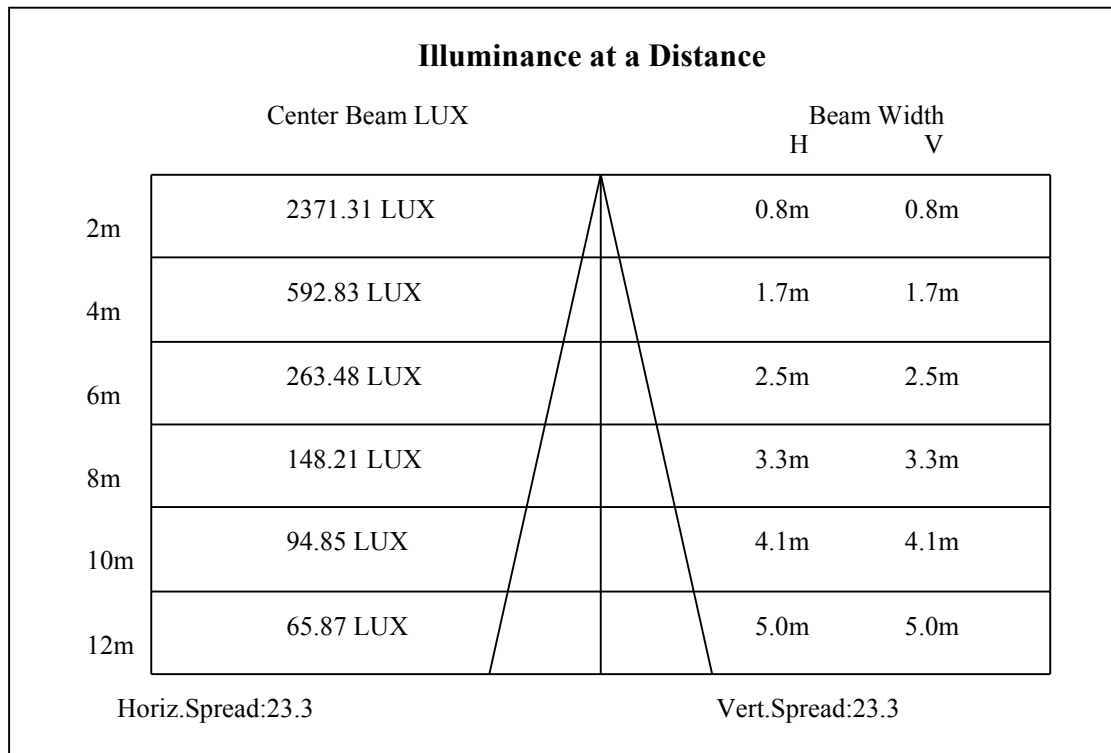 Illuminance at a Distance
Center Beam LUX Beam Width
H V
2m 2371.31 LUX 0.8m 0.8m
4m 592.83 LUX 1.7m 1.7m
6m 263.48 LUX 2.5m 2.5m
8m 148.21 LUX 3.3m 3.3m
10m 94.85 LUX 4.1m 4.1m
12m 65.87 LUX 5.0m 5.0m
Horiz.Spread:23.3 Vert.Spread:23.3